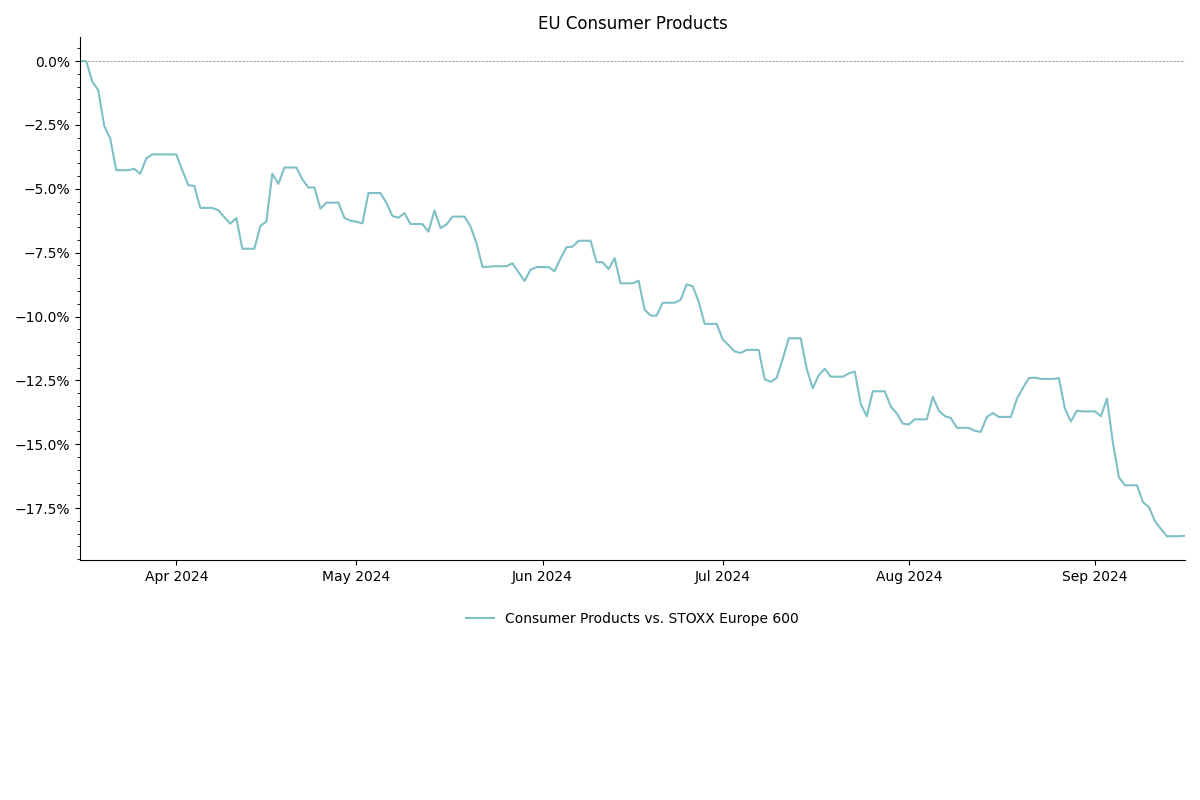 EU Consumer Products
0.0%
−2.5%
−5.0%
−7.5%
−10.0%
−12.5%
−15.0%
−17.5%
Apr 2024 May 2024 Jun 2024 Jul 2024 Aug 2024 Sep 2024
Consumer Products vs. STOXX Europe 600